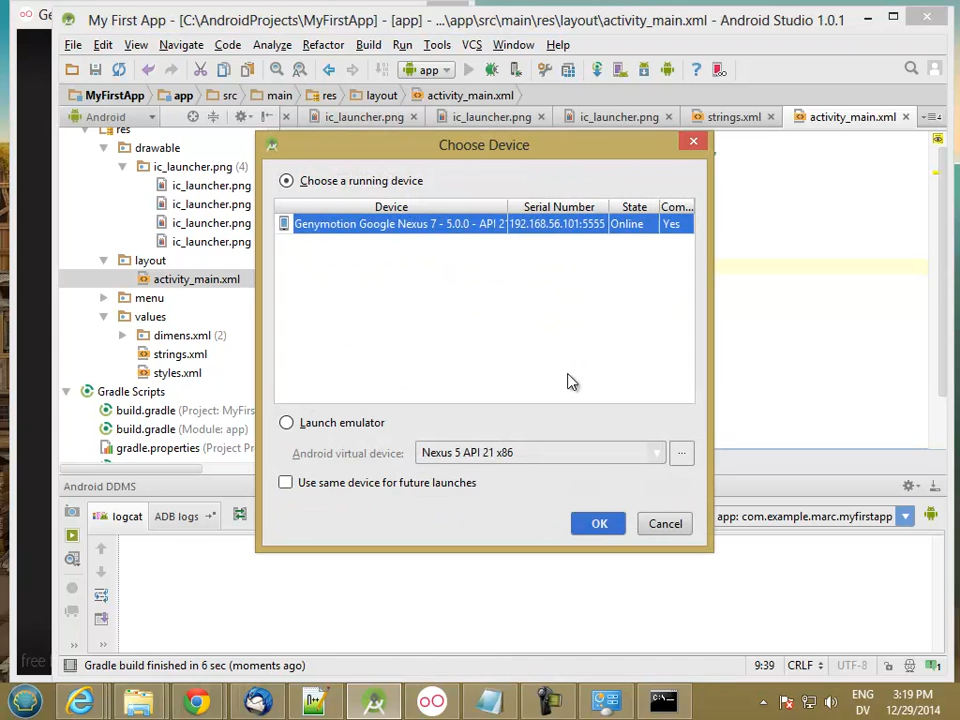 Ge
My First App - [C:\AndroidProjects\MyFirstApp] - [app] - ...\app\src\main\res\layout\activity_main.xml - Android Studio 1.0.1
File Edit View Navigate Code Analyze Refactor Build Run Tools VCS Window Help
app
MyFirstApp app src main res layout activity_main.xml
Android ic_launcher.png ic_launcher.png ic_launcher.png strings.xml activity_main.xml
res
drawable
ic_launcher.png (4)
ic_launcher.png
ic_launcher.png
ic_launcher.png
ic_launcher.png
layout
activity_main.xml
menu
values
dimens.xml (2)
strings.xml
styles.xml
Gradle Scripts
build.gradle (Project: MyFirs
build.gradle (Module: app)
gradle.properties
Choose Device
Choose a running device
Device Serial Number State Com...
Genymotion Google Nexus 7 - 5.0.0 - API 21 192.168.56.101:5555 Online Yes
Launch emulator
Android virtual device: Nexus 5 API 21 x86 ...
Use same device for future launches
OK Cancel
Android DDMS
logcat ADB logs app: com.example.marc.myfirstapp
free
Gradle build finished in 6 sec (moments ago) 9:39 CRLF UTF-8
ENG 3:19 PM
DV 12/29/2014